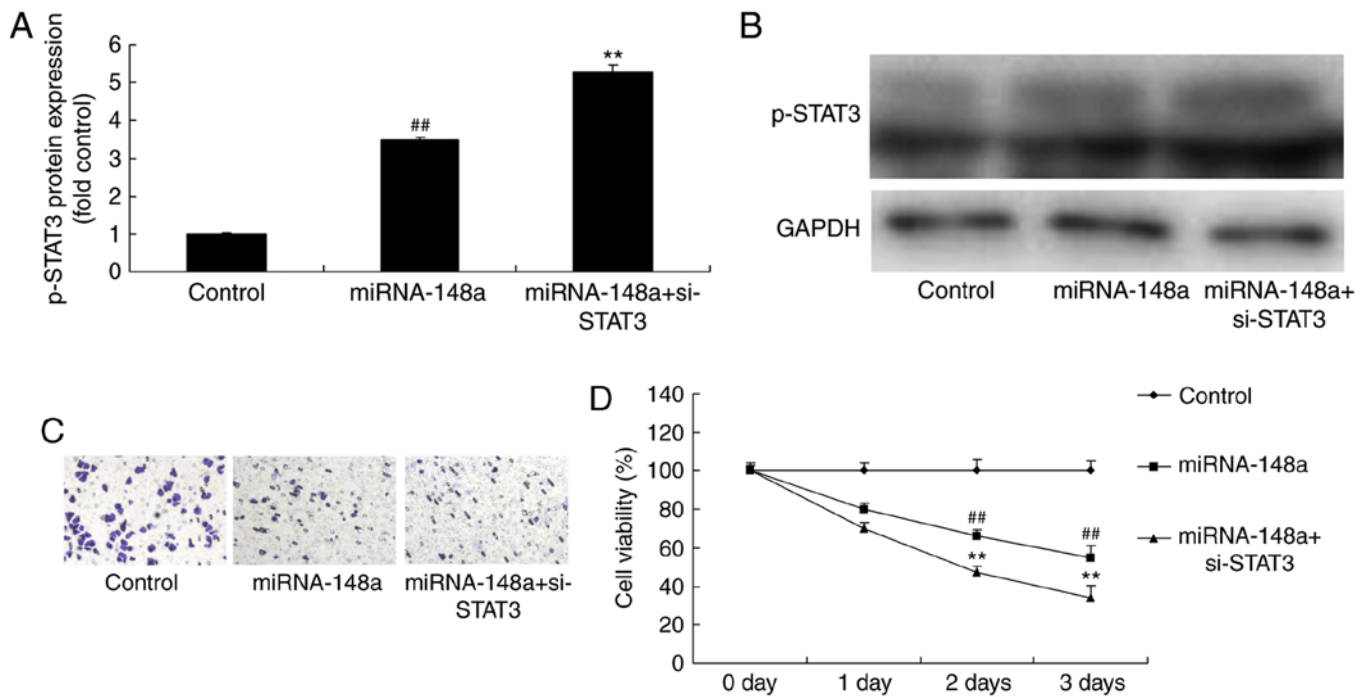 A
p-STAT3 protein expression
(fold control)
6
5
4
3
2
1
0
##
**
Control
miRNA-148a
miRNA-148a+si-
STAT3
B
p-STAT3
GAPDH
Control
miRNA-148a
miRNA-148a+
si-STAT3
C
Control
miRNA-148a
miRNA-148a+si-
STAT3
D
Cell viability (%)
140
120
100
80
60
40
20
0
##
##
**
**
0 day
1 day
2 days
3 days
Control
miRNA-148a
miRNA-148a+
si-STAT3